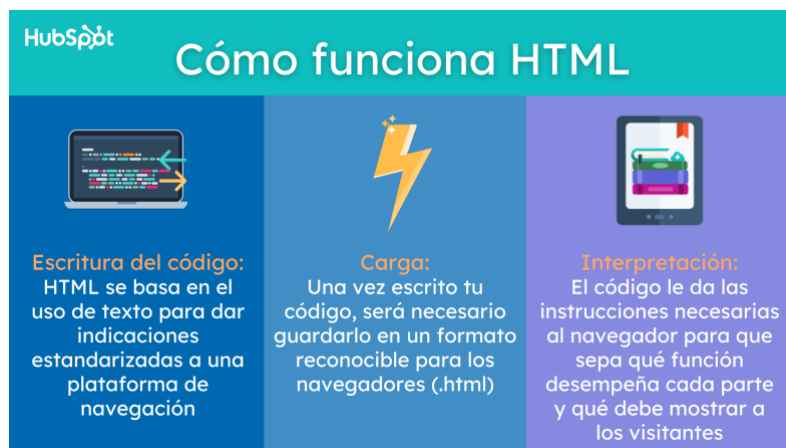 HubSpot
Cómo funciona HTML
Escritura del código:
HTML se basa en el
uso de texto para dar
indicaciones
estandarizadas a una
plataforma de
navegación
Carga:
Una vez escrito tu
código, será necesario
guardarlo en un formato
reconocible para los
navegadores (.html)
Interpretación:
El código le da las
instrucciones necesarias
al navegador para que
sepa qué función
desempeña cada parte
y qué debe mostrar a
los visitantes